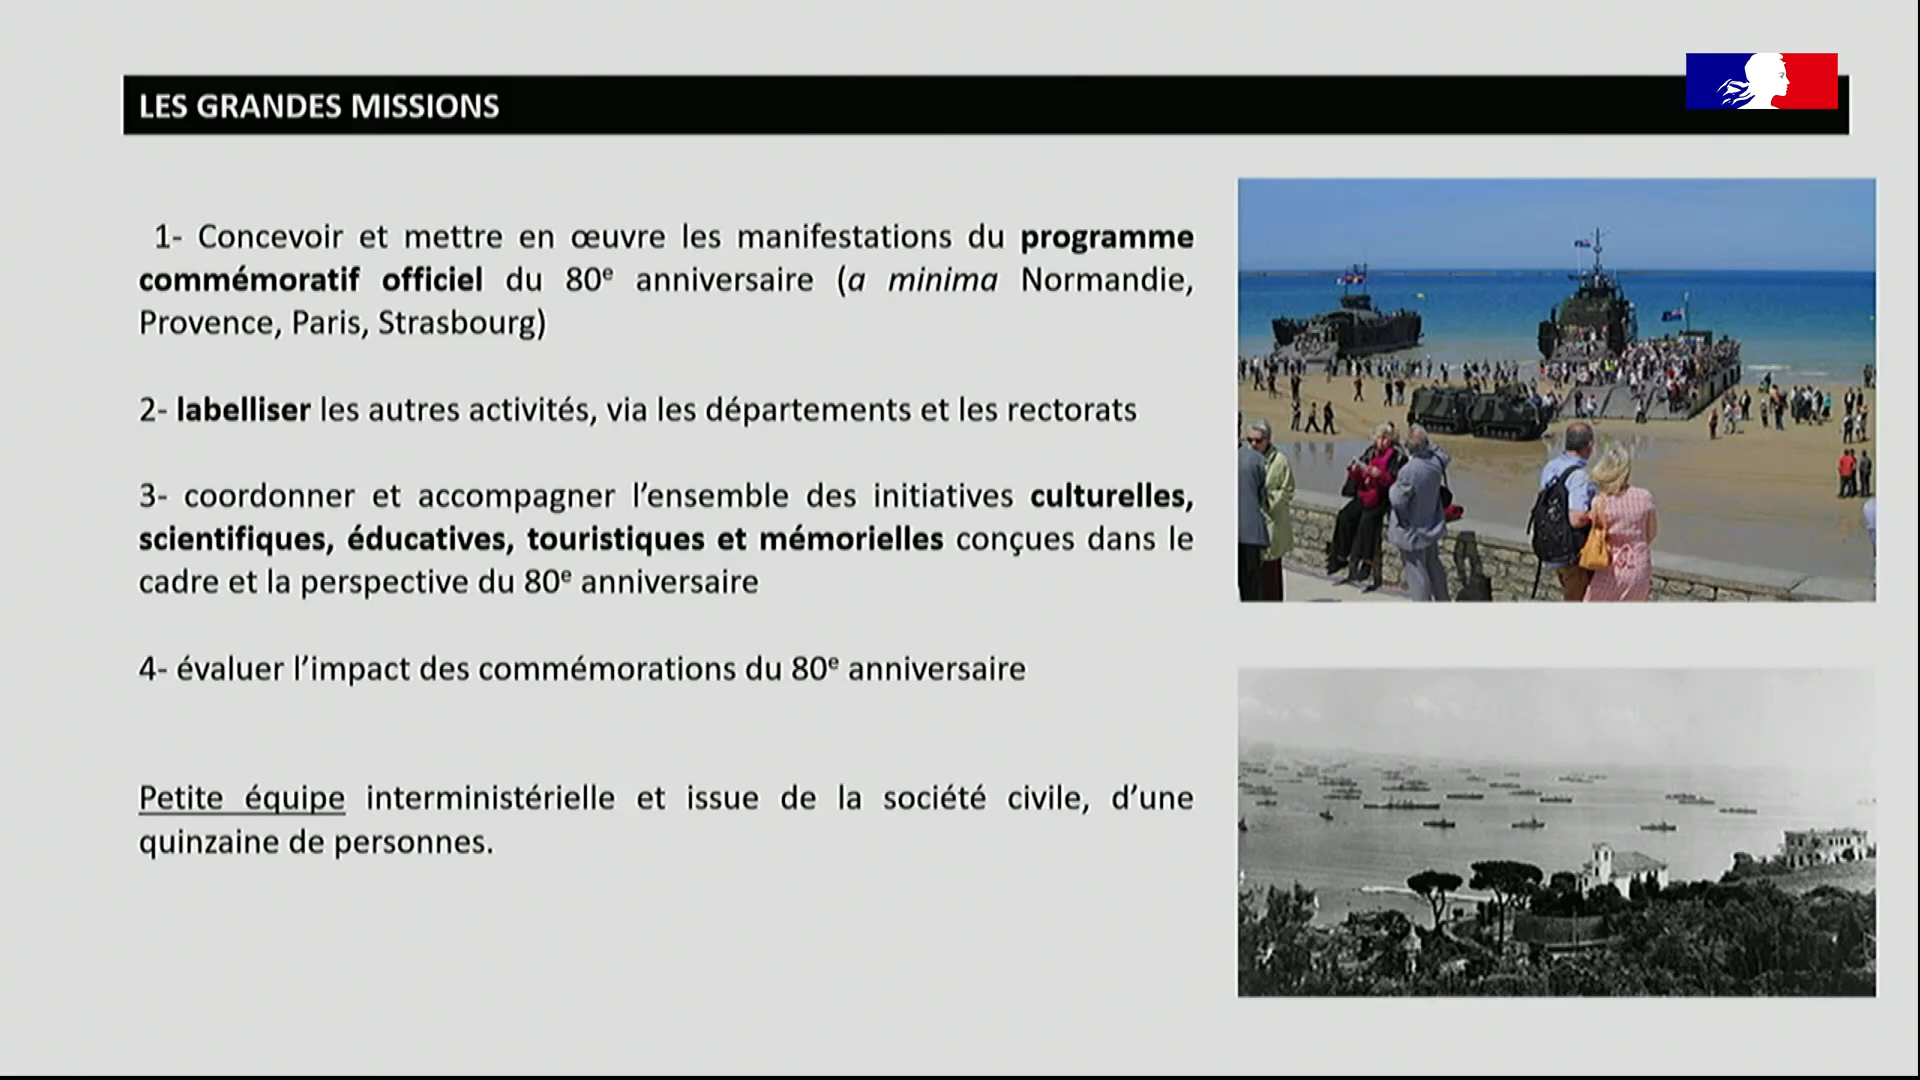 LES GRANDES MISSIONS
1- Concevoir et mettre en œuvre les manifestations du programme
commémoratif officiel du 80ᵉ anniversaire (a minima Normandie,
Provence, Paris, Strasbourg)
2- labelliser les autres activités, via les départements et les rectorats
3- coordonner et accompagner l’ensemble des initiatives culturelles,
scientifiques, éducatives, touristiques et mémorielles conçues dans le
cadre et la perspective du 80ᵉ anniversaire
4- évaluer l’impact des commémorations du 80ᵉ anniversaire
Petite équipe interministérielle et issue de la société civile, d’une
quinzaine de personnes.